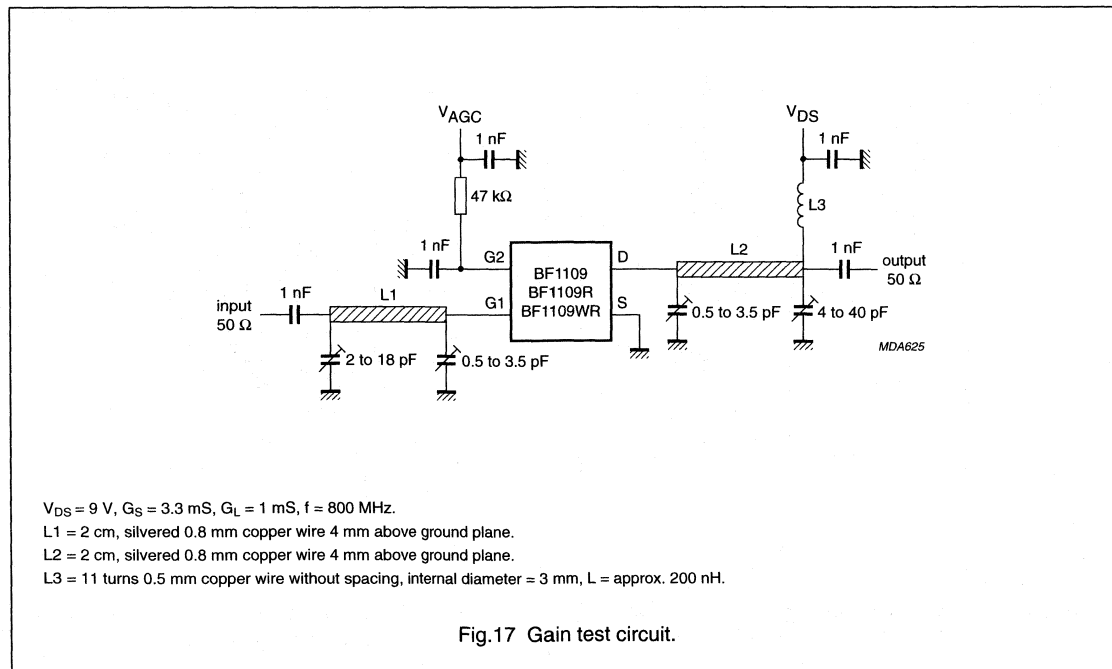 V_AGC
V_DS
1 nF
1 nF
47 kΩ
L3
1 nF
G2
D
L2
1 nF
BF1109
BF1109R
BF1109WR
output
50 Ω
1 nF
L1
G1
S
input
50 Ω
0.5 to 3.5 pF
4 to 40 pF
MDA625
2 to 18 pF
0.5 to 3.5 pF
V_DS = 9 V, G_S = 3.3 mS, G_L = 1 mS, f = 800 MHz.
L1 = 2 cm, silvered 0.8 mm copper wire 4 mm above ground plane.
L2 = 2 cm, silvered 0.8 mm copper wire 4 mm above ground plane.
L3 = 11 turns 0.5 mm copper wire without spacing, internal diameter = 3 mm, L = approx. 200 nH.
Fig.17 Gain test circuit.